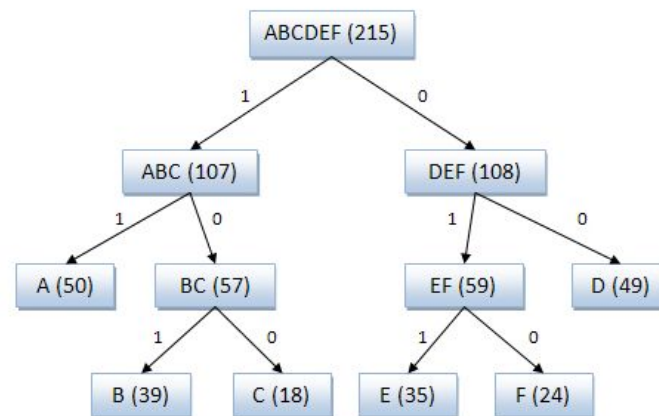 ABCDEF (215)
1 0
ABC (107) DEF (108)
1 0 1 0
A (50) BC (57) EF (59) D (49)
1 0 1 0
B (39) C (18) E (35) F (24)